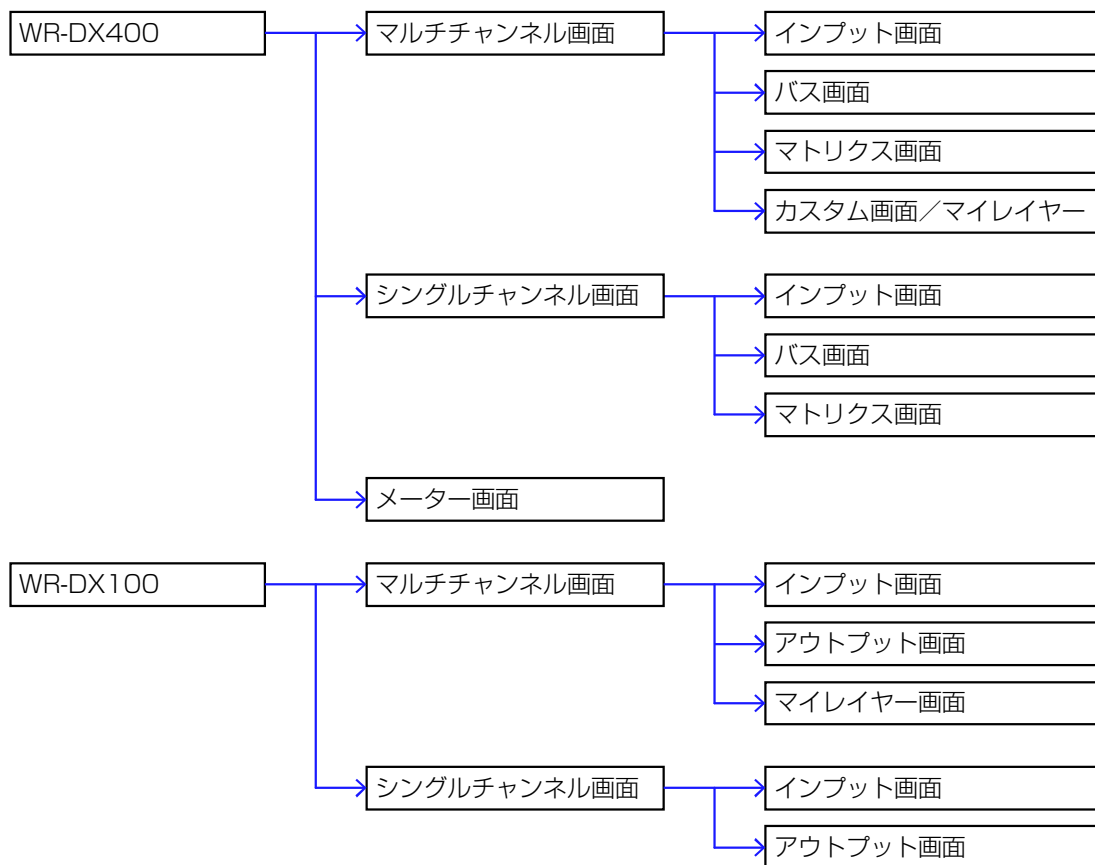 WR-DX400
マルチチャンネル画面
インプット画面
バス画面
マトリクス画面
カスタム画面／マイレイヤー
シングルチャンネル画面
インプット画面
バス画面
マトリクス画面
メーター画面
WR-DX100
マルチチャンネル画面
インプット画面
アウトプット画面
マイレイヤー画面
シングルチャンネル画面
インプット画面
アウトプット画面